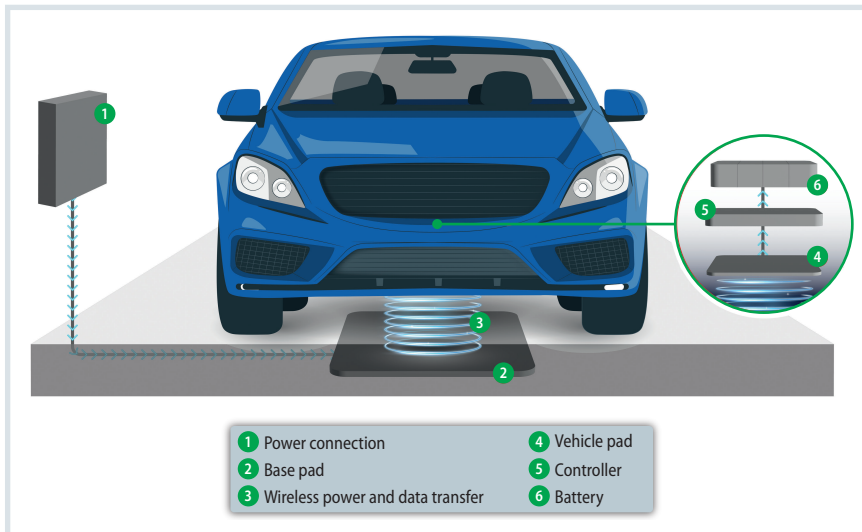 1
6
5
4
3
2
1 Power connection
2 Base pad
3 Wireless power and data transfer
4 Vehicle pad
5 Controller
6 Battery